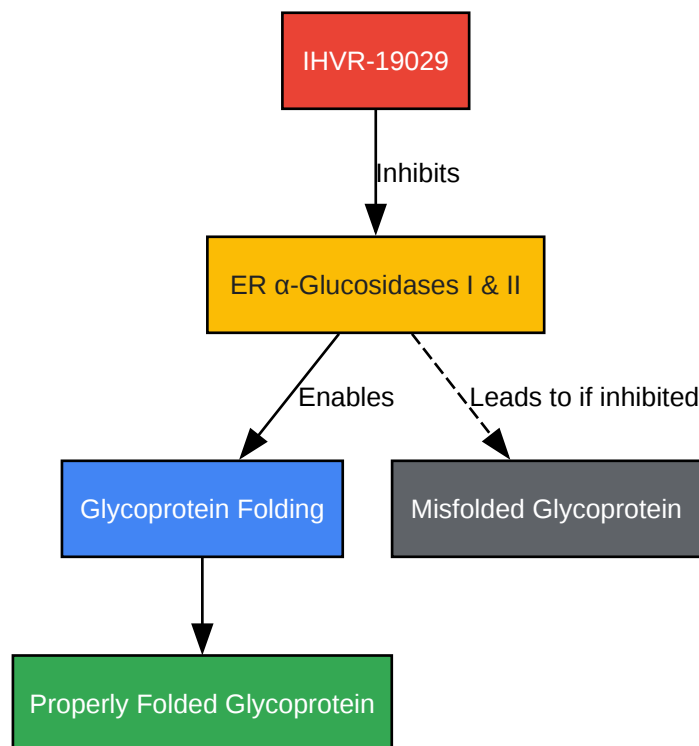 IHVR-19029
Inhibits
ER α-Glucosidases I & II
Enables
Leads to if inhibited
Glycoprotein Folding
Misfolded Glycoprotein
Properly Folded Glycoprotein